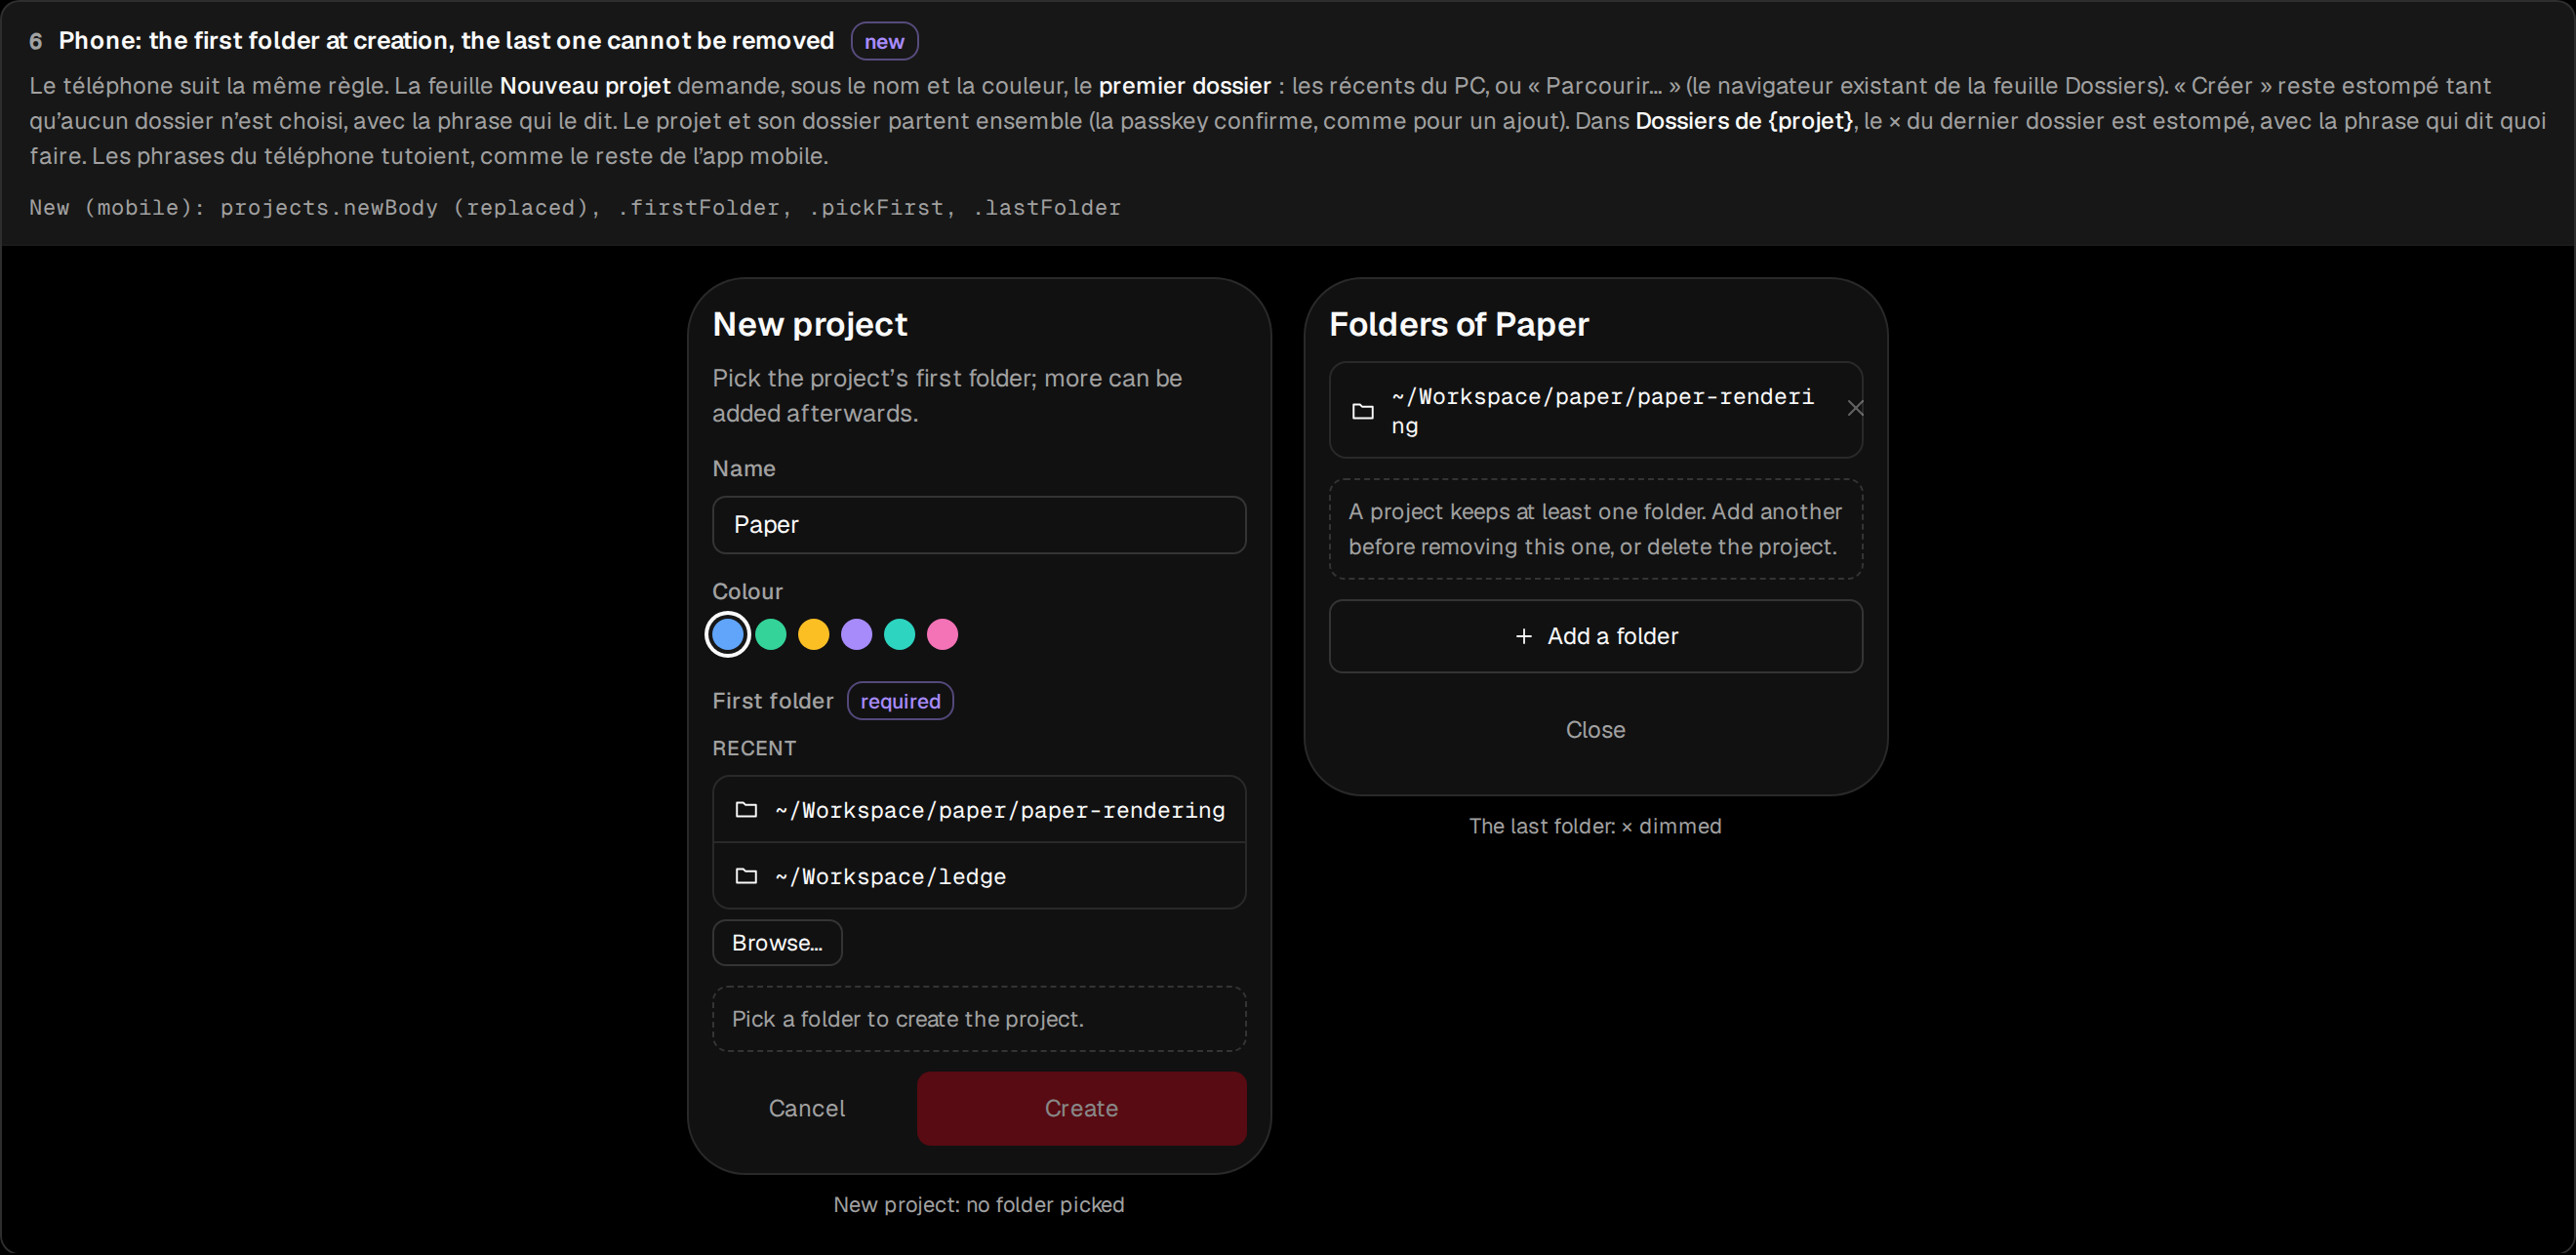 6 Phone: the first folder at creation, the last one cannot be removed new
Le téléphone suit la même règle. La feuille Nouveau projet demande, sous le nom et la couleur, le premier dossier : les récents du PC, ou « Parcourir… » (le navigateur existant de la feuille Dossiers). « Créer » reste estompé tant
qu’aucun dossier n’est choisi, avec la phrase qui le dit. Le projet et son dossier partent ensemble (la passkey confirme, comme pour un ajout). Dans Dossiers de {projet}, le × du dernier dossier est estompé, avec la phrase qui dit quoi
faire. Les phrases du téléphone tutoient, comme le reste de l’app mobile.
New (mobile): projects.newBody (replaced), .firstFolder, .pickFirst, .lastFolder
New project
Pick the project’s first folder; more can be
added afterwards.
Name
Paper
Colour
First folder required
RECENT
~/Workspace/paper/paper-rendering
~/Workspace/ledge
Browse…
Pick a folder to create the project.
Cancel Create
New project: no folder picked
Folders of Paper
~/Workspace/paper/paper-renderi
ng
A project keeps at least one folder. Add another
before removing this one, or delete the project.
+ Add a folder
Close
The last folder: × dimmed